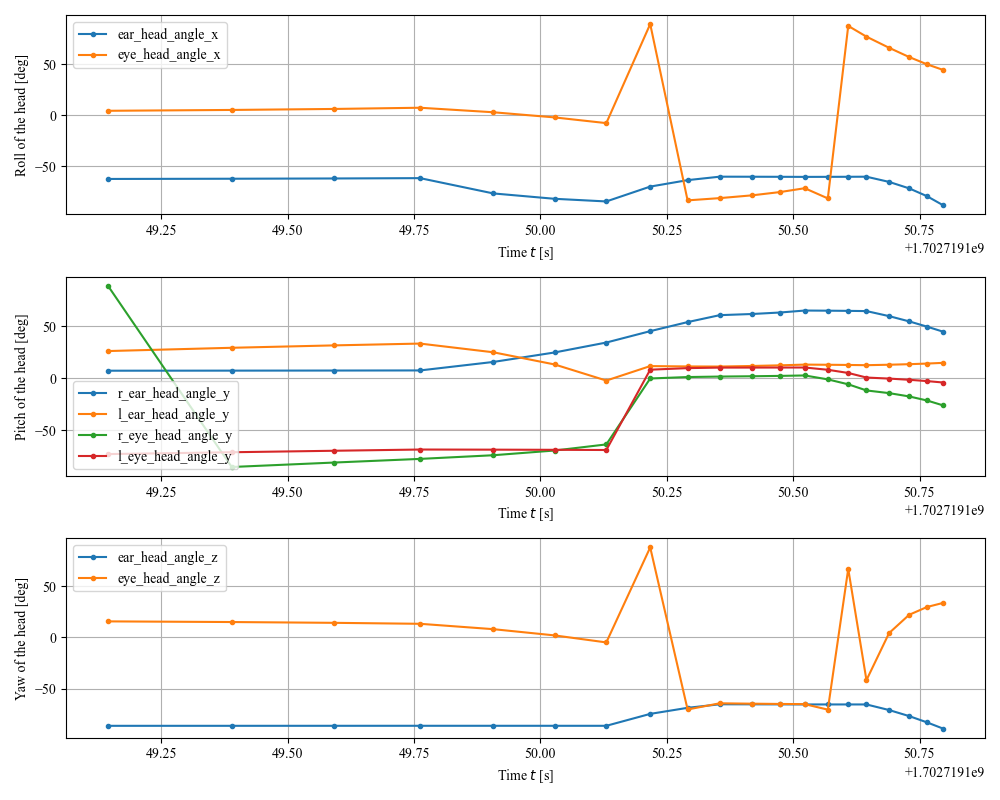 Roll of the head [deg]
ear_head_angle_x
eye_head_angle_x
50
0
−50
49.25 49.50 49.75 50.00 50.25 50.50 50.75
Time t [s]
+1.7027191e9
Pitch of the head [deg]
50
0
−50
r_ear_head_angle_y
l_ear_head_angle_y
r_eye_head_angle_y
l_eye_head_angle_y
49.25 49.50 49.75 50.00 50.25 50.50 50.75
Time t [s]
+1.7027191e9
Yaw of the head [deg]
ear_head_angle_z
eye_head_angle_z
50
0
−50
49.25 49.50 49.75 50.00 50.25 50.50 50.75
Time t [s]
+1.7027191e9